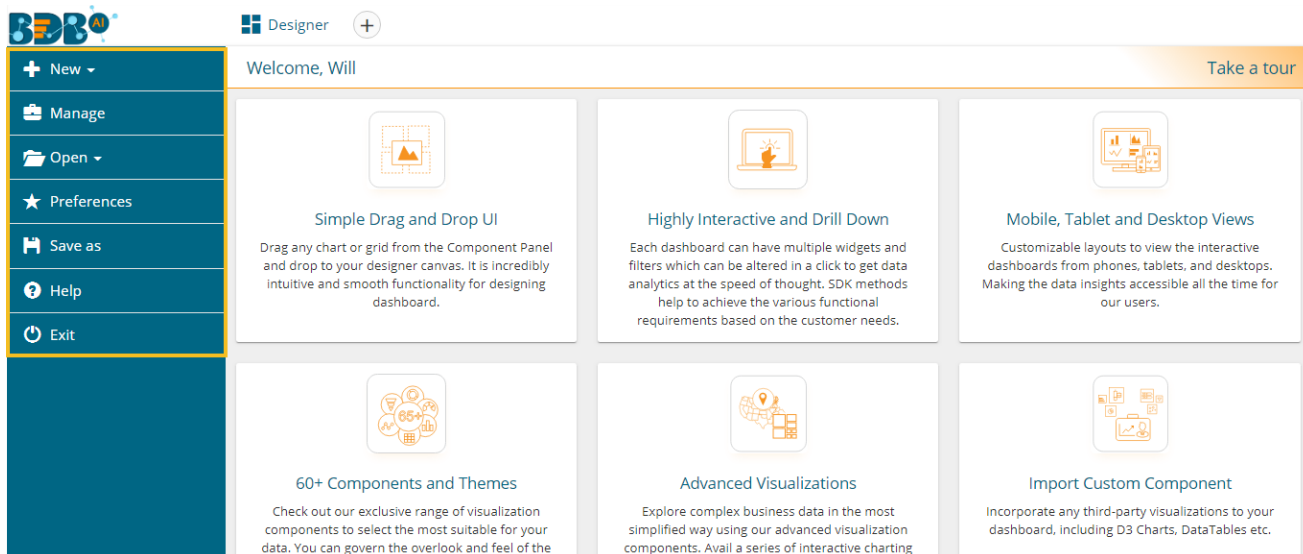 BDB AI
Designer
New
Manage
Open
Preferences
Save as
Help
Exit
Welcome, Will
Take a tour
Simple Drag and Drop UI
Drag any chart or grid from the Component Panel
and drop to your designer canvas. It is incredibly
intuitive and smooth functionality for designing
dashboard.
Highly Interactive and Drill Down
Each dashboard can have multiple widgets and
filters which can be altered in a click to get data
analytics at the speed of thought. SDK methods
help to achieve the various functional
requirements based on the customer needs.
Mobile, Tablet and Desktop Views
Customizable layouts to view the interactive
dashboards from phones, tablets, and desktops.
Making the data insights accessible all the time for
our users.
65+
60+ Components and Themes
Check out our exclusive range of visualization
components to select the most suitable for your
data. You can govern the overlook and feel of the
Advanced Visualizations
Explore complex business data in the most
simplified way using our advanced visualization
components. Avail a series of interactive charting
Import Custom Component
Incorporate any third-party visualizations to your
dashboard, including D3 Charts, DataTables etc.